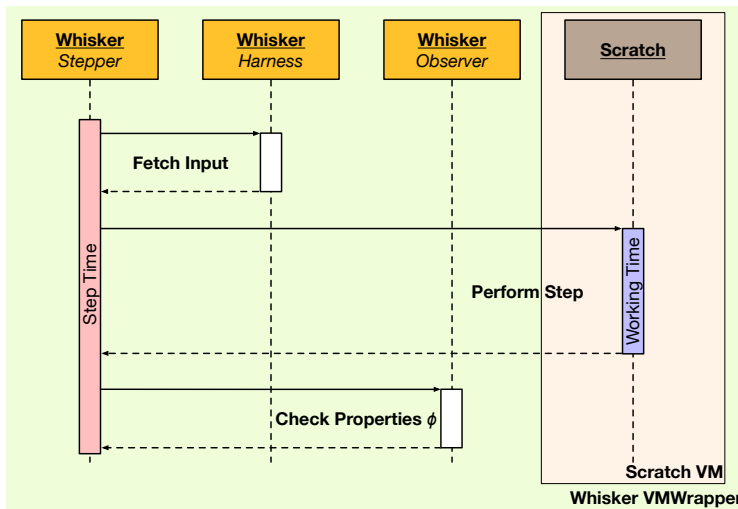 Whisker
Stepper
Whisker
Harness
Whisker
Observer
Scratch
Fetch Input
Step Time
Working Time
Perform Step
Check Properties ϕ
Scratch VM
Whisker VMWrapper